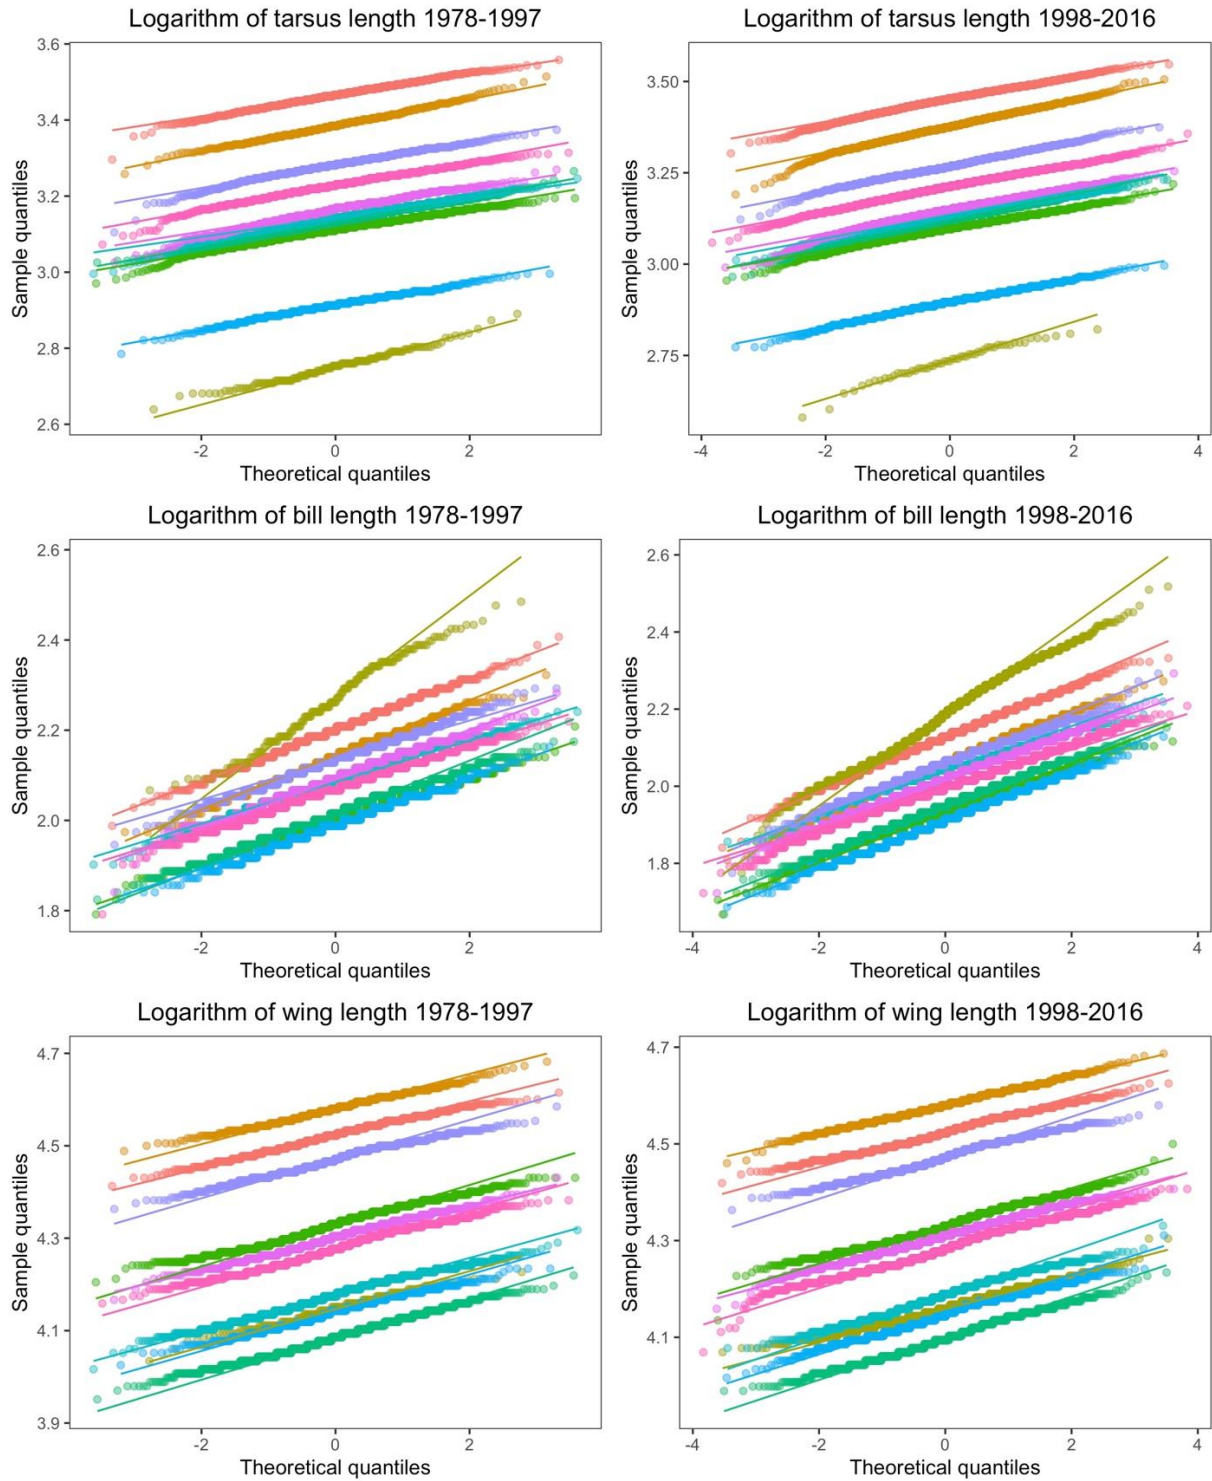 Logarithm of tarsus length 1978-1997
Sample quantiles
3.6
3.4
3.2
3.0
2.8
2.6
-2
0
2
Theoretical quantiles
Logarithm of tarsus length 1998-2016
Sample quantiles
3.50
3.25
3.00
2.75
-4
-2
0
2
4
Theoretical quantiles
Logarithm of bill length 1978-1997
Sample quantiles
2.6
2.4
2.2
2.0
1.8
-2
0
2
Theoretical quantiles
Logarithm of bill length 1998-2016
Sample quantiles
2.6
2.4
2.2
2.0
1.8
-4
-2
0
2
4
Theoretical quantiles
Logarithm of wing length 1978-1997
Sample quantiles
4.7
4.5
4.3
4.1
3.9
-2
0
2
Theoretical quantiles
Logarithm of wing length 1998-2016
Sample quantiles
4.7
4.5
4.3
4.1
-4
-2
0
2
4
Theoretical quantiles